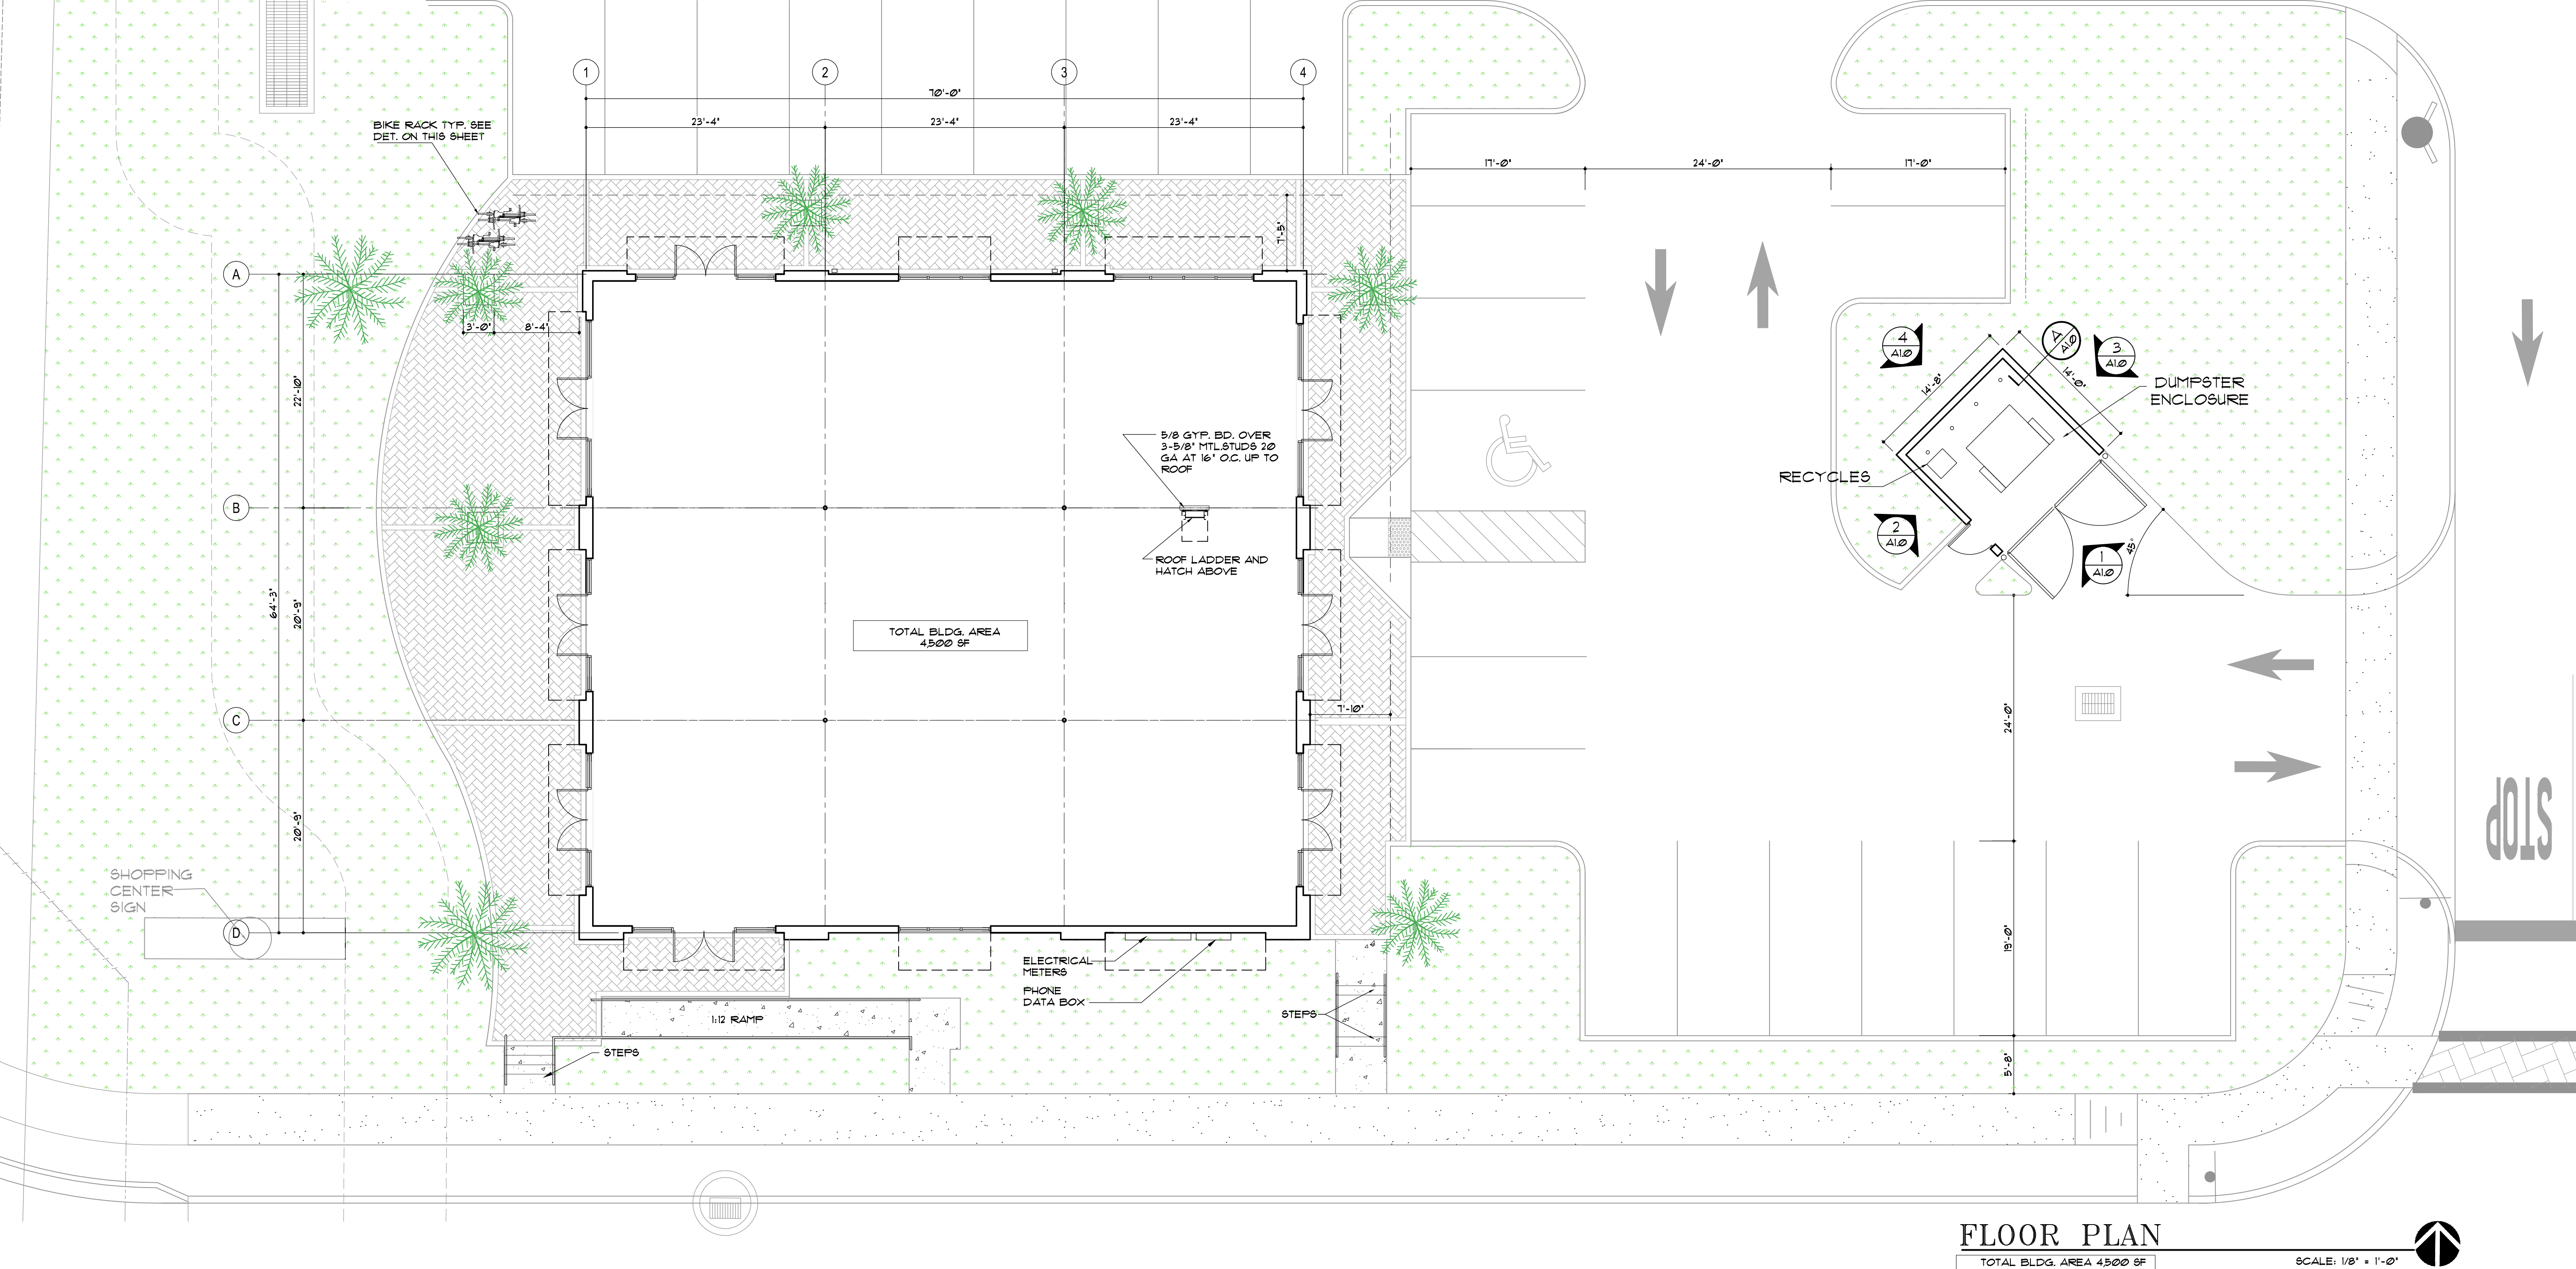 1
2
3
4
70'-0"
23'-4"
23'-4"
23'-4"
BIKE RACK TYP. SEE
DET. ON THIS SHEET
17'-0"
24'-0"
17'-0"
7'-5"
A
3'-0"
8'-4"
22'-10"
4
A1.0
A
A1.0
3
A1.0
14'-8"
14'-0"
DUMPSTER
ENCLOSURE
5/8 GYP. BD. OVER
3-5/8" MTL.STUDS 20
GA AT 16" O.C. UP TO
ROOF
RECYCLES
B
2
A1.0
1
A1.0
45°
ROOF LADDER AND
HATCH ABOVE
64'-3"
20'-9"
TOTAL BLDG. AREA
4,500 SF
C
7'-10"
24'-0"
STOP
20'-9"
SHOPPING
CENTER
SIGN
D
19'-0"
ELECTRICAL
METERS
PHONE
DATA BOX
1:12 RAMP
STEPS
STEPS
5'-8"
FLOOR PLAN
TOTAL BLDG. AREA 4,500 SF
SCALE: 1/8" = 1'-0"